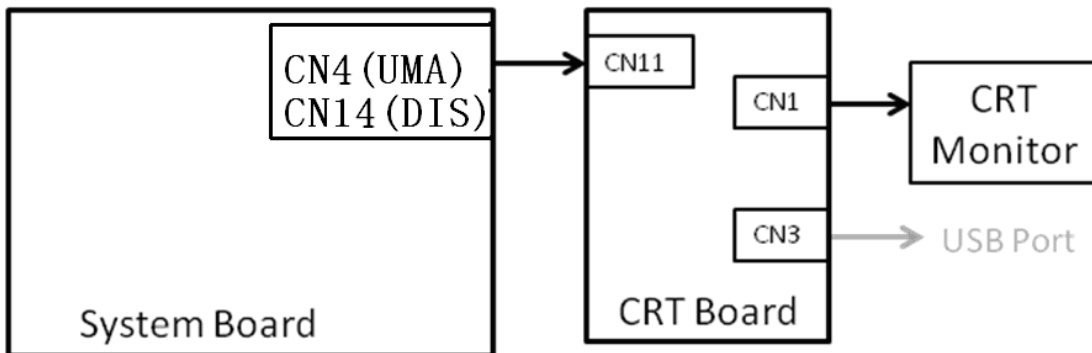 CN4(UMA)
CN14(DIS)
System Board
CN11
CN1
CN3
CRT Board
CRT
Monitor
USB Port